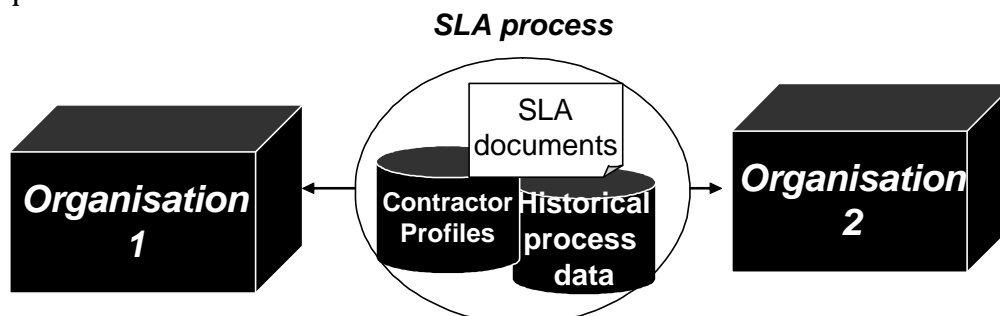 SLA process
SLA
documents
Organisation
1
Contractor
Profiles
Historical
process
data
Organisation
2